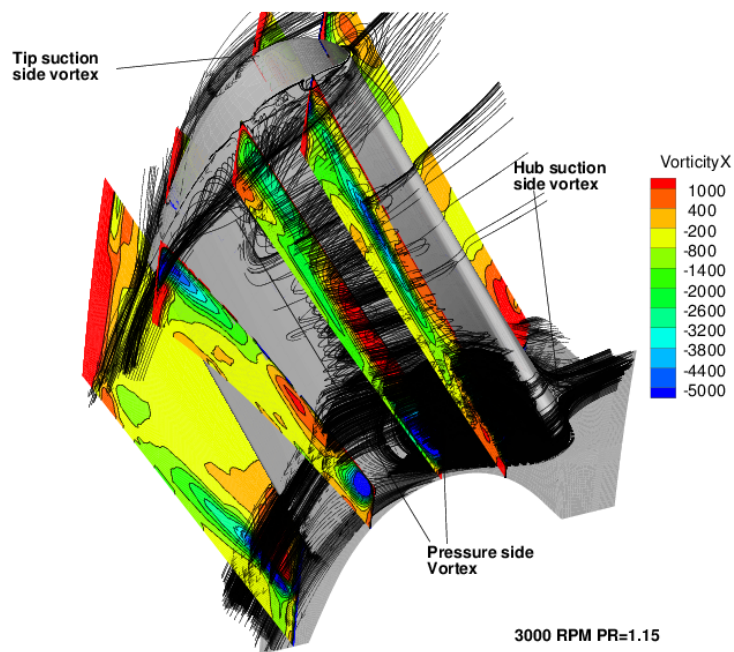 Tip suction
side vortex
Hub suction
side vortex
Vorticity X
1000
400
-200
-800
-1400
-2000
-2600
-3200
-3800
-4400
-5000
Pressure side
Vortex
3000 RPM PR=1.15